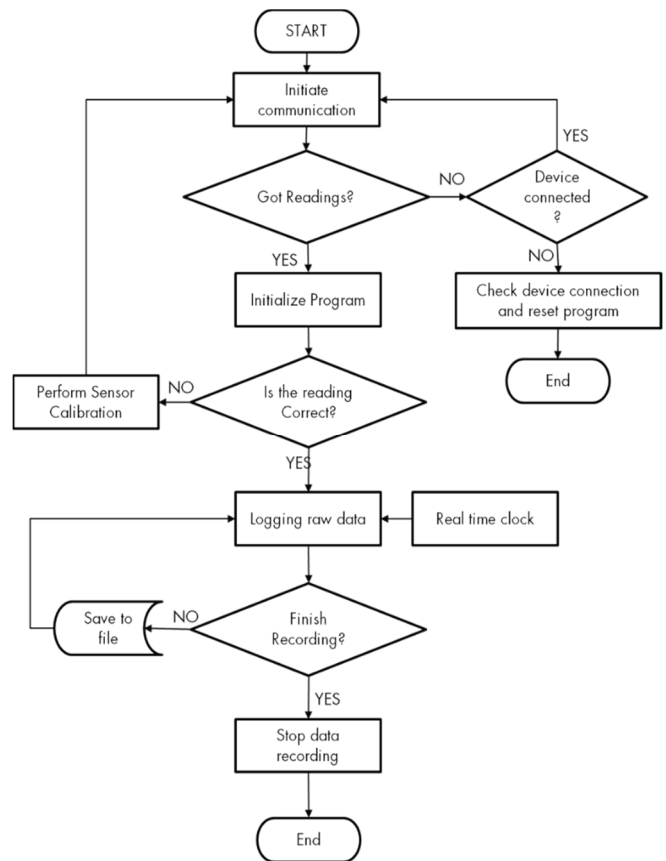 START
Initiate
communication
YES
Got Readings?
NO
Device
connected
?
YES
NO
Initialize Program
Check device connection
and reset program
Perform Sensor
Calibration
NO
Is the reading
Correct?
End
YES
Logging raw data
Real time clock
Save to
file
NO
Finish
Recording?
YES
Stop data
recording
End